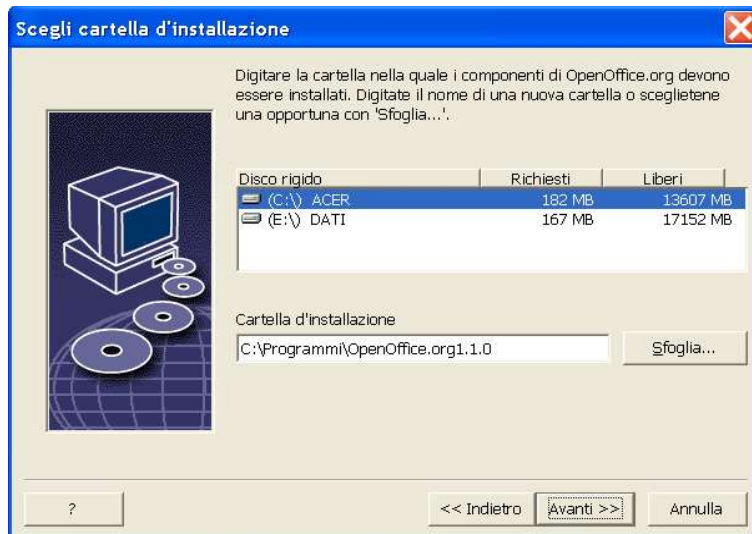 Scegli cartella d'installazione
Digitare la cartella nella quale i componenti di OpenOffice.org devono
essere installati. Digitate il nome di una nuova cartella o sceglietene
una opportuna con 'Sfoglia...'.
Disco rigido Richiesti Liberi
(C:\) ACER 182 MB 13607 MB
(E:\) DATI 167 MB 17152 MB
Cartella d'installazione
C:\Programmi\OpenOffice.org1.1.0 Sfoglia...
? << Indietro Avanti >> Annulla